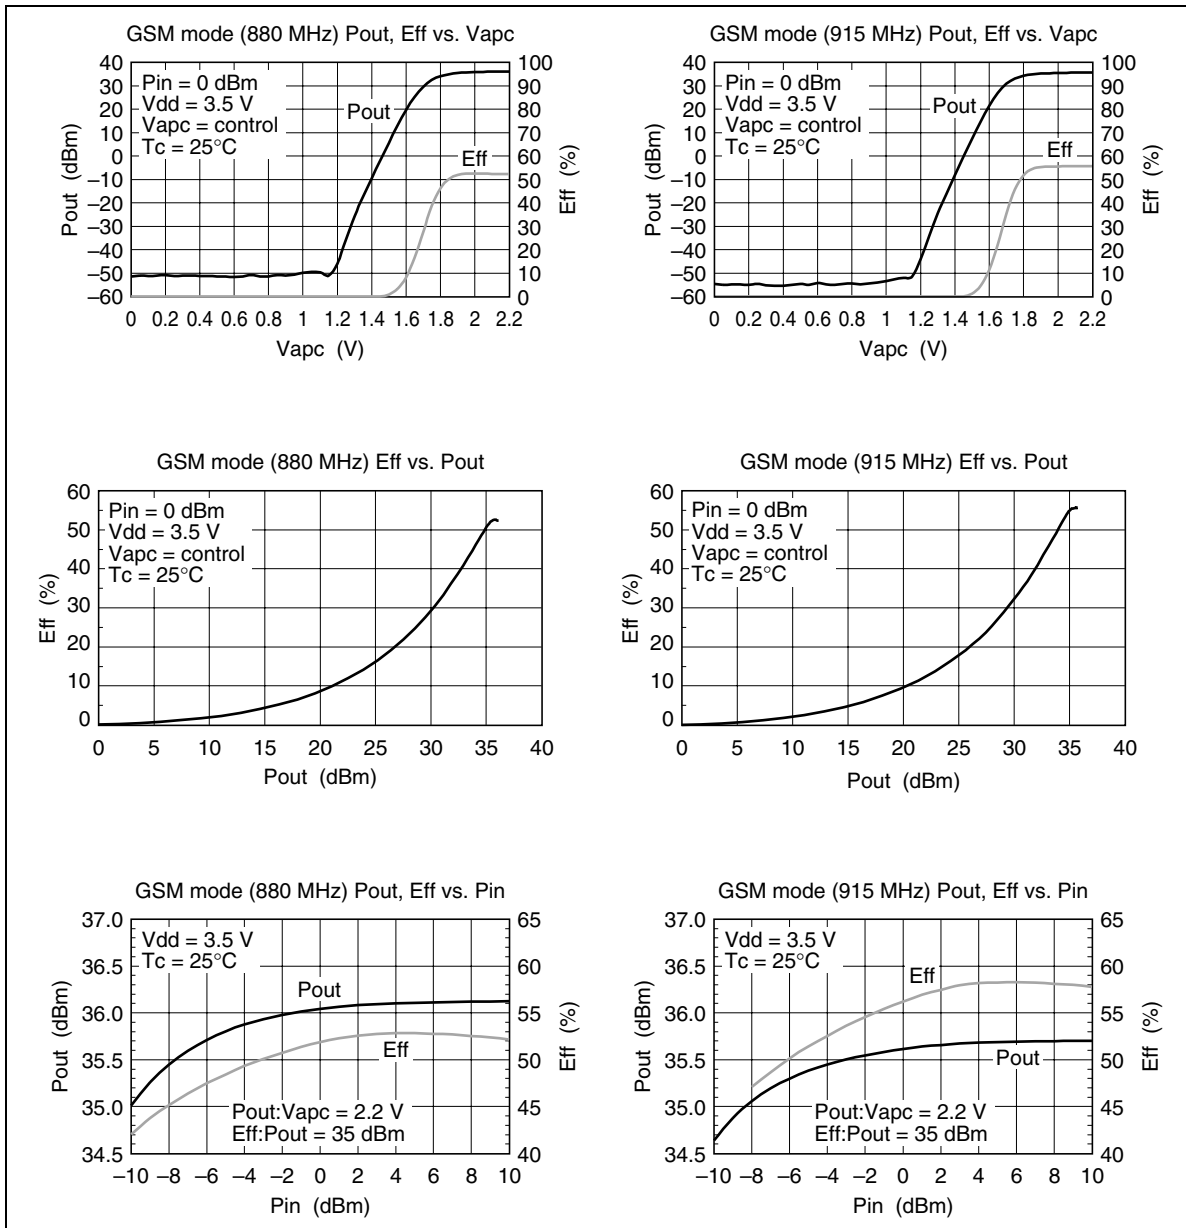 GSM mode (880 MHz) Pout, Eff vs. Vapc
40
30
20
10
0
–10
–20
–30
–40
–50
–60
Pout (dBm)
Pin = 0 dBm
Vdd = 3.5 V
Vapc = control
Tc = 25°C
Pout
Eff
100
90
80
70
60
50
40
30
20
10
0
Eff (%)
0 0.2 0.4 0.6 0.8 1 1.2 1.4 1.6 1.8 2 2.2
Vapc (V)
GSM mode (915 MHz) Pout, Eff vs. Vapc
40
30
20
10
0
–10
–20
–30
–40
–50
–60
Pout (dBm)
Pin = 0 dBm
Vdd = 3.5 V
Vapc = control
Tc = 25°C
Pout
Eff
100
90
80
70
60
50
40
30
20
10
0
Eff (%)
0 0.2 0.4 0.6 0.8 1 1.2 1.4 1.6 1.8 2 2.2
Vapc (V)
GSM mode (880 MHz) Eff vs. Pout
60
50
40
30
20
10
0
Eff (%)
Pin = 0 dBm
Vdd = 3.5 V
Vapc = control
Tc = 25°C
0 5 10 15 20 25 30 35 40
Pout (dBm)
GSM mode (915 MHz) Eff vs. Pout
60
50
40
30
20
10
0
Eff (%)
Pin = 0 dBm
Vdd = 3.5 V
Vapc = control
Tc = 25°C
0 5 10 15 20 25 30 35 40
Pout (dBm)
GSM mode (880 MHz) Pout, Eff vs. Pin
37.0
36.5
36.0
35.5
35.0
34.5
Pout (dBm)
Vdd = 3.5 V
Tc = 25°C
Pout
Eff
Pout:Vapc = 2.2 V
Eff:Pout = 35 dBm
65
60
55
50
45
40
Eff (%)
–10 –8 –6 –4 –2 0 2 4 6 8 10
Pin (dBm)
GSM mode (915 MHz) Pout, Eff vs. Pin
37.0
36.5
36.0
35.5
35.0
34.5
Pout (dBm)
Vdd = 3.5 V
Tc = 25°C
Eff
Pout
Pout:Vapc = 2.2 V
Eff:Pout = 35 dBm
65
60
55
50
45
40
Eff (%)
–10 –8 –6 –4 –2 0 2 4 6 8 10
Pin (dBm)